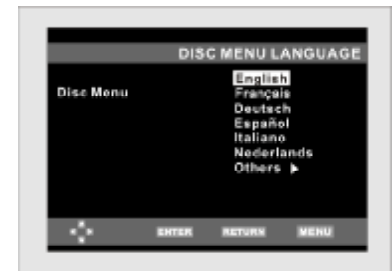 DISC MENU LANGUAGE
English
Disc Menu
Français
Deutsch
Español
Italiano
Nederlands
Others ▶
ENTER RETURN MENU